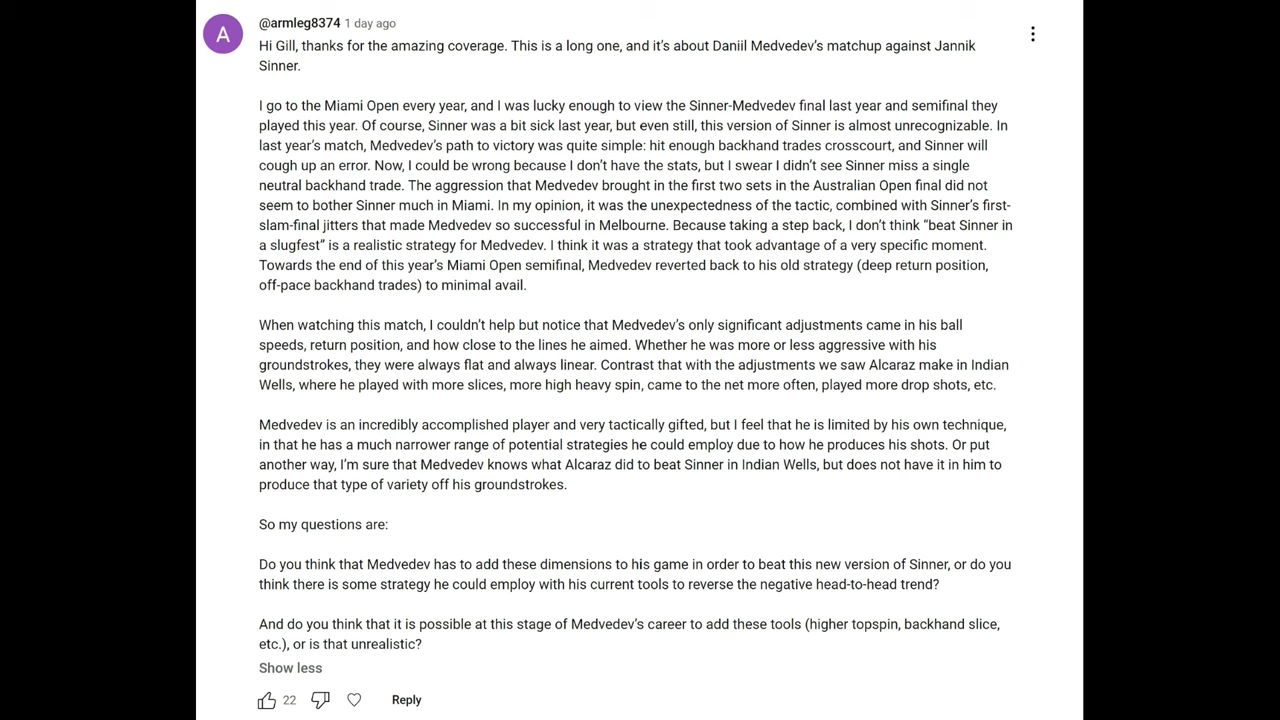 A
@armleg8374 1 day ago
Hi Gill, thanks for the amazing coverage. This is a long one, and it's about Daniil Medvedev's matchup against Jannik
Sinner.
I go to the Miami Open every year, and I was lucky enough to view the Sinner-Medvedev final last year and semifinal they
played this year. Of course, Sinner was a bit sick last year, but even still, this version of Sinner is almost unrecognizable. In
last year's match, Medvedev's path to victory was quite simple: hit enough backhand trades crosscourt, and Sinner will
cough up an error. Now, I could be wrong because I don't have the stats, but I swear I didn't see Sinner miss a single
neutral backhand trade. The aggression that Medvedev brought in the first two sets in the Australian Open final did not
seem to bother Sinner much in Miami. In my opinion, it was the unexpectedness of the tactic, combined with Sinner's first-
slam-final jitters that made Medvedev so successful in Melbourne. Because taking a step back, I don't think “beat Sinner in
a slugfest” is a realistic strategy for Medvedev. I think it was a strategy that took advantage of a very specific moment.
Towards the end of this year's Miami Open semifinal, Medvedev reverted back to his old strategy (deep return position,
off-pace backhand trades) to minimal avail.
When watching this match, I couldn't help but notice that Medvedev's only significant adjustments came in his ball
speeds, return position, and how close to the lines he aimed. Whether he was more or less aggressive with his
groundstrokes, they were always flat and always linear. Contrast that with the adjustments we saw Alcaraz make in Indian
Wells, where he played with more slices, more high heavy spin, came to the net more often, played more drop shots, etc.
Medvedev is an incredibly accomplished player and very tactically gifted, but I feel that he is limited by his own technique,
in that he has a much narrower range of potential strategies he could employ due to how he produces his shots. Or put
another way, I'm sure that Medvedev knows what Alcaraz did to beat Sinner in Indian Wells, but does not have it in him to
produce that type of variety off his groundstrokes.
So my questions are:
Do you think that Medvedev has to add these dimensions to his game in order to beat this new version of Sinner, or do you
think there is some strategy he could employ with his current tools to reverse the negative head-to-head trend?
And do you think that it is possible at this stage of Medvedev's career to add these tools (higher topspin, backhand slice,
etc.), or is that unrealistic?
Show less
22 Reply